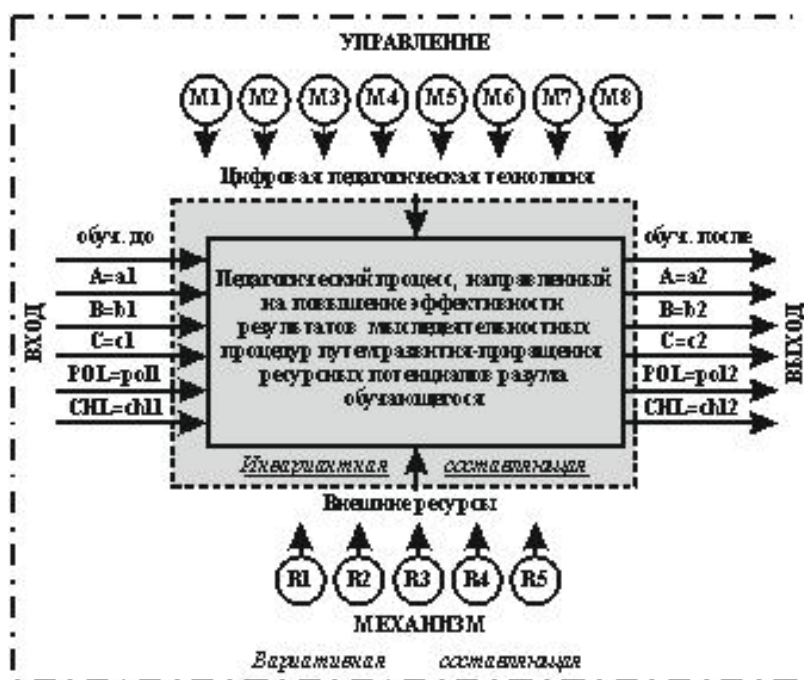 УПРАВЛЕНИЕ
M1 M2 M3 M4 M5 M6 M7 M8
Цифровая педагогическая технология
ВХОД
обуч. до
A=a1
B=b1
C=c1
POL=pol1
CHL=chl1
Педагогический процесс, направленный
на повышение эффективности
результатов мыследеятельностных
процедур путем развития-приращения
ресурсных потенциалов разума
обучающегося
обуч. после
A=a2
B=b2
C=c2
POL=pol2
CHL=chl2
ВЫХОД
Инвариантная составляющая
Внешние ресурсы
R1 R2 R3 R4 R5
МЕХАНИЗМ
Вариативная составляющая